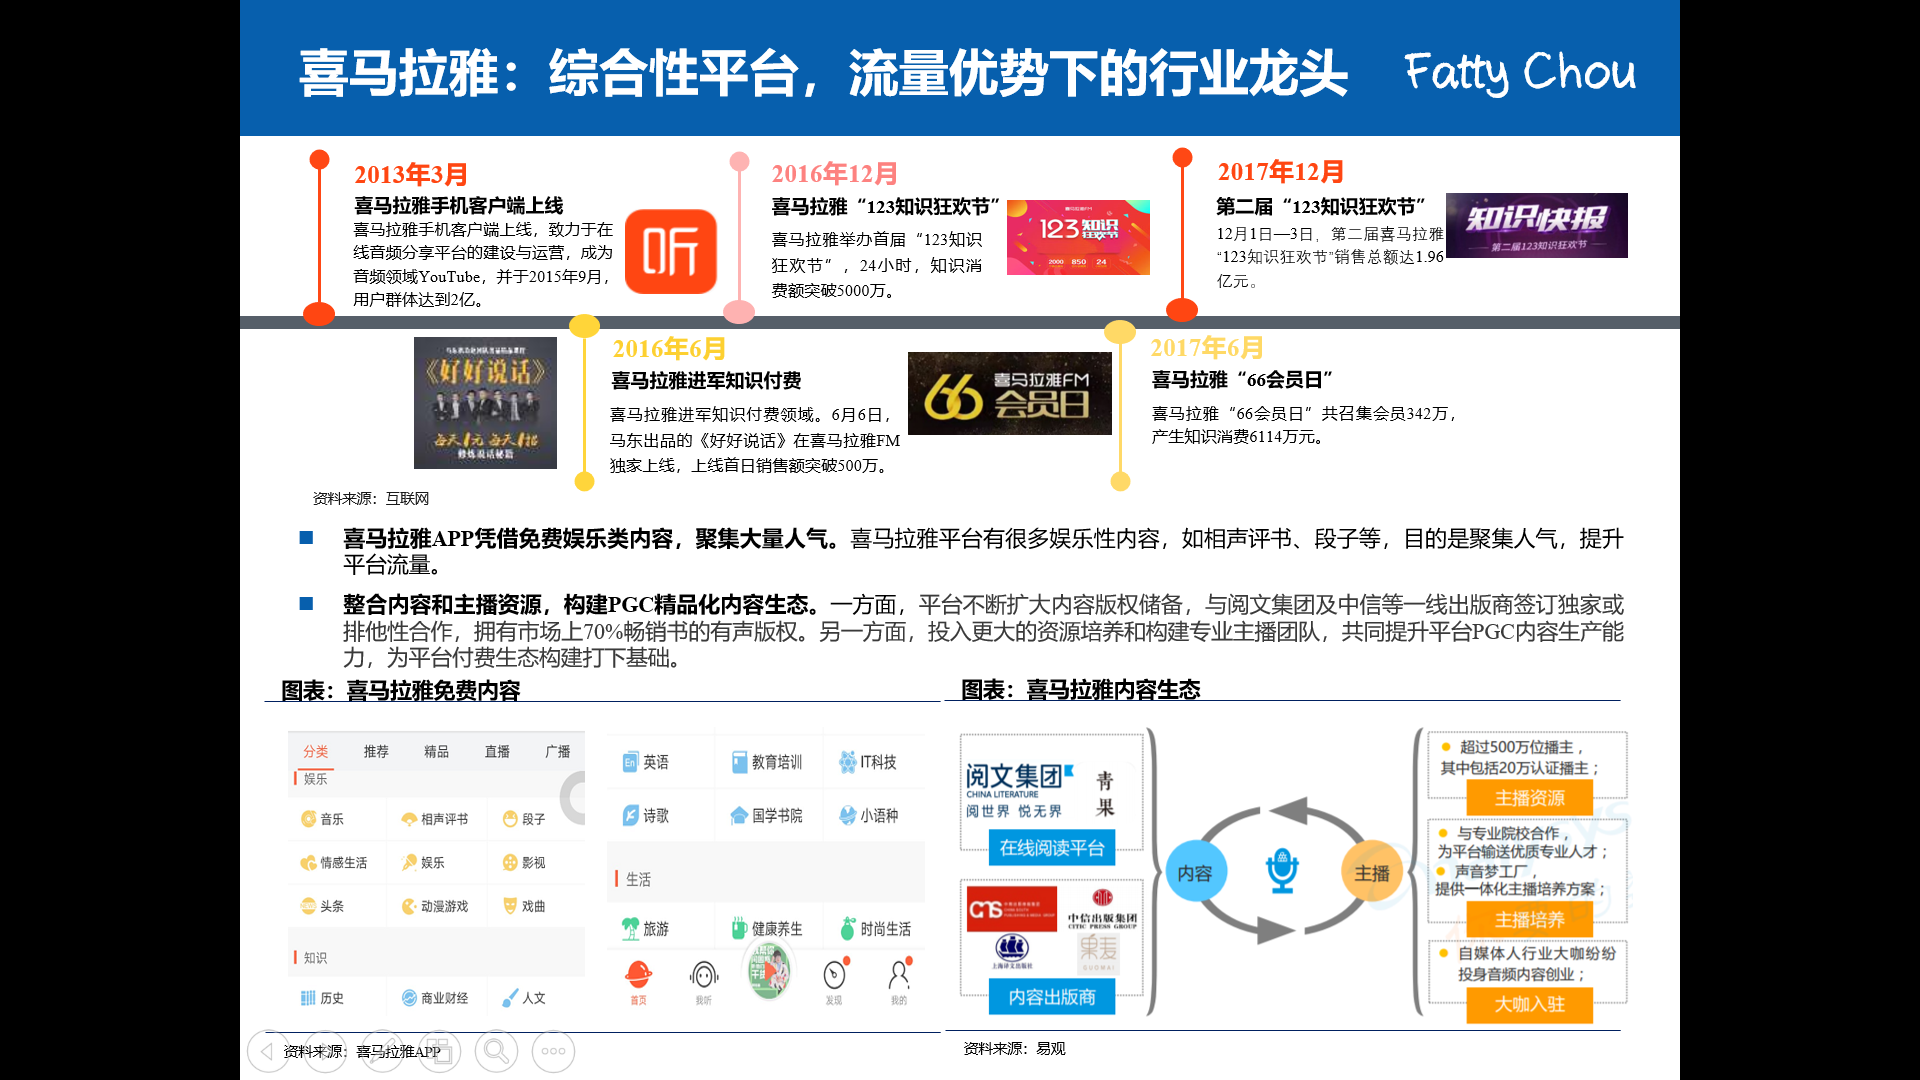 喜马拉雅：综合性平台，流量优势下的行业龙头
Fatty Chou
2013年3月
喜马拉雅手机客户端上线
喜马拉雅手机客户端上线，致力于在
线音频分享平台的建设与运营，成为
音频领域YouTube，并于2015年9月，
用户群体达到2亿。
听
2016年12月
喜马拉雅“123知识狂欢节”
喜马拉雅举办首届“123知识
狂欢节”，24小时，知识消
费额突破5000万。
喜马拉雅FM
123知识
狂欢节
2000 850 24
2017年12月
第二届“123知识狂欢节”
12月1日—3日，第二届喜马拉雅
“123知识狂欢节”销售总额达1.96
亿元。
知识快报
第二届123知识狂欢节
《好好说话》
每天1元 每天1招
修炼说话秘籍
2016年6月
喜马拉雅进军知识付费
喜马拉雅进军知识付费领域。6月6日，
马东出品的《好好说话》在喜马拉雅FM
独家上线，上线首日销售额突破500万。
66
喜马拉雅FM
会员日
2017年6月
喜马拉雅“66会员日”
喜马拉雅“66会员日”共召集会员342万，
产生知识消费6114万元。
资料来源：互联网
喜马拉雅APP凭借免费娱乐类内容，聚集大量人气。喜马拉雅平台有很多娱乐性内容，如相声评书、段子等，目的是聚集人气，提升
平台流量。
整合内容和主播资源，构建PGC精品化内容生态。一方面，平台不断扩大内容版权储备，与阅文集团及中信等一线出版商签订独家或
排他性合作，拥有市场上70%畅销书的有声版权。另一方面，投入更大的资源培养和构建专业主播团队，共同提升平台PGC内容生产能
力，为平台付费生态构建打下基础。
图表：喜马拉雅免费内容
分类 推荐 精品 直播 广播
娱乐
音乐 相声评书 段子
情感生活 娱乐 影视
头条 动漫游戏 戏曲
知识
历史 商业财经 人文
英语 教育培训 IT科技
诗歌 国学书院 小语种
生活
旅游 健康养生 时尚生活
首页 我听 发现 我的
资料来源：喜马拉雅APP
图表：喜马拉雅内容生态
阅文集团
CHINA LITERATURE
阅世界 悦无界
青果
在线阅读平台
中信出版集团
CITIC PRESS GROUP
上海译文出版社
果麦
GUOMAI
内容出版商
内容
主播
超过500万位播主，
其中包括20万认证播主；
主播资源
与专业院校合作，
为平台输送优质专业人才；
声音梦工厂，
提供一体化主播培养方案；
主播培养
自媒体人行业大咖纷纷
投身音频内容创业；
大咖入驻
资料来源：易观